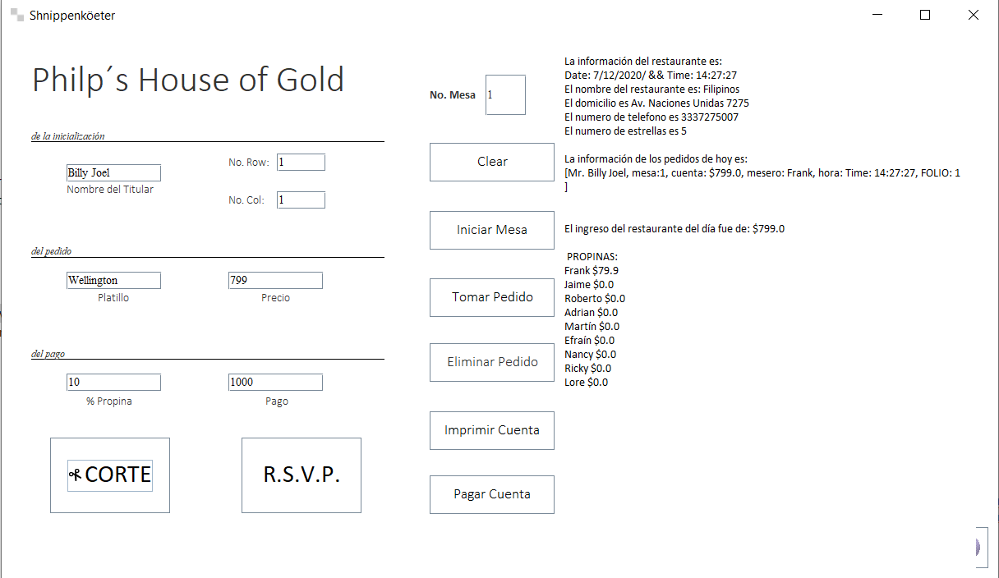 Shnippenköeter
Philp´s House of Gold
de la inicialización
Billy Joel
Nombre del Titular
No. Row: 1
No. Col: 1
del pedido
Wellington
Platillo
799
Precio
del pago
10
% Propina
1000
Pago
CORTE
R.S.V.P.
No. Mesa 1
Clear
Iniciar Mesa
Tomar Pedido
Eliminar Pedido
Imprimir Cuenta
Pagar Cuenta
La información del restaurante es:
Date: 7/12/2020/ && Time: 14:27:27
El nombre del restaurante es: Filipinos
El domicilio es Av. Naciones Unidas 7275
El numero de telefono es 3337275007
El numero de estrellas es 5
La información de los pedidos de hoy es:
[Mr. Billy Joel, mesa:1, cuenta: $799.0, mesero: Frank, hora: Time: 14:27:27, FOLIO: 1
]
El ingreso del restaurante del día fue de: $799.0
PROPINAS:
Frank $79.9
Jaime $0.0
Roberto $0.0
Adrian $0.0
Martín $0.0
Efraín $0.0
Nancy $0.0
Ricky $0.0
Lore $0.0